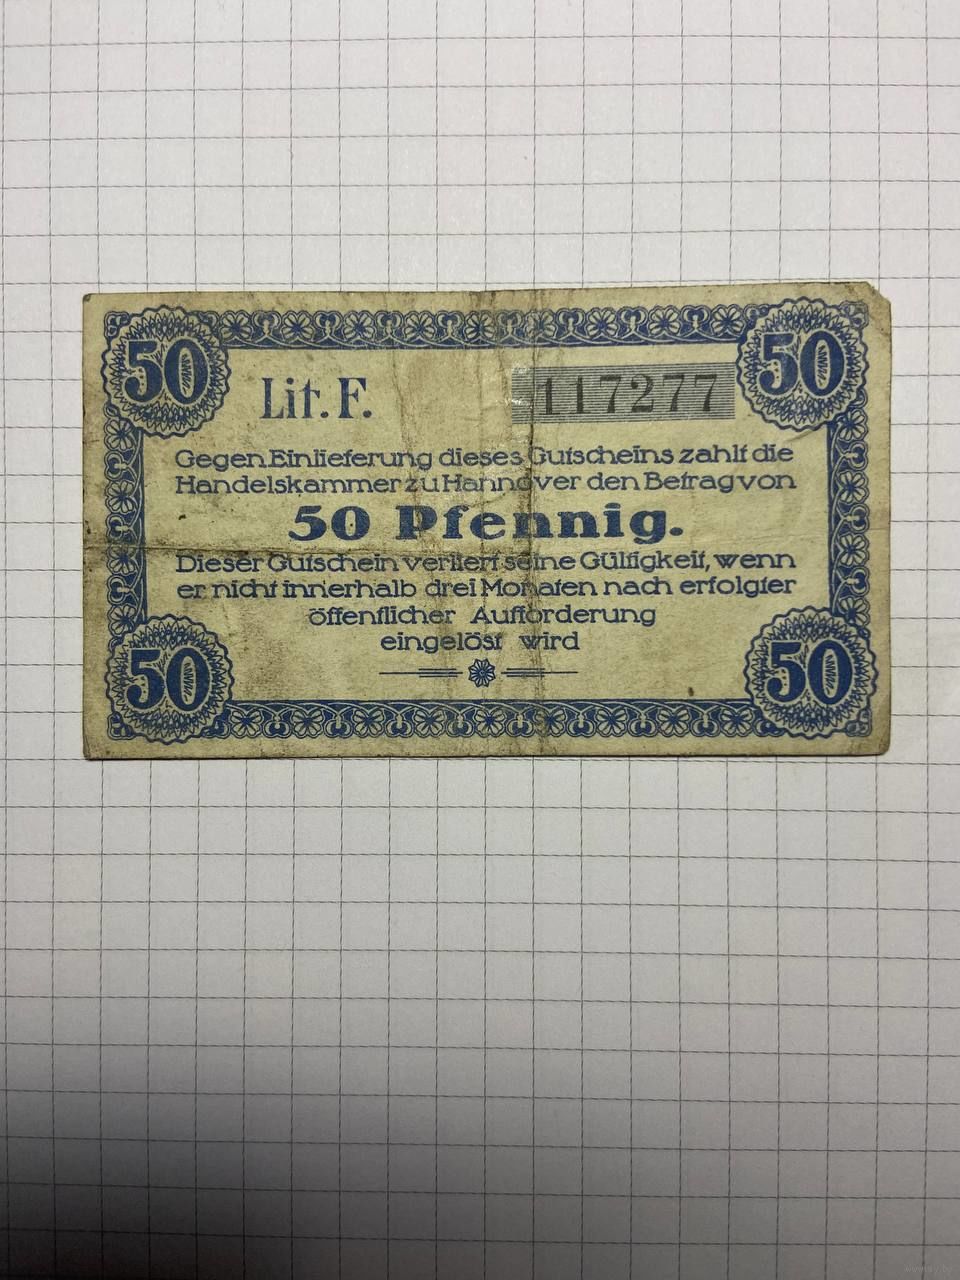 50 50
Lit. F. 117277
Gegen Einlieferung dieses Gutscheins zahlt die
Handelskammer zu Hannover den Betrag von
50 Pfennig.
Dieser Gutschein verliert seine Gültigkeit, wenn
er nicht innerhalb drei Monaten nach erfolgter
öffentlicher Aufforderung
eingelöst wird
50 50